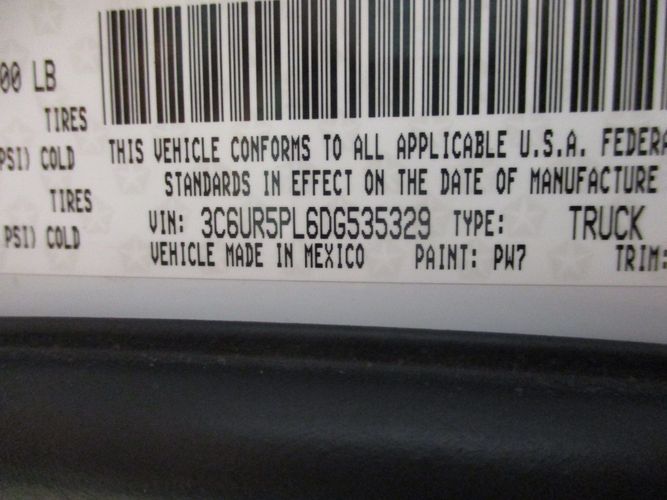 00 LB
TIRES
PSI) COLD
TIRES
PSI) COLD
THIS VEHICLE CONFORMS TO ALL APPLICABLE U.S.A. FEDERA
STANDARDS IN EFFECT ON THE DATE OF MANUFACTURE
VIN: 3C6UR5PL6DG535329 TYPE: TRUCK
VEHICLE MADE IN MEXICO PAINT: PW7 TRIM: